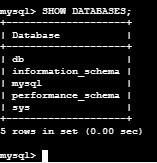 mysql> SHOW DATABASES;
+--------------------+
| Database           |
+--------------------+
| db                 |
| information_schema |
| mysql              |
| performance_schema |
| sys                |
+--------------------+
5 rows in set (0.00 sec)
mysql>